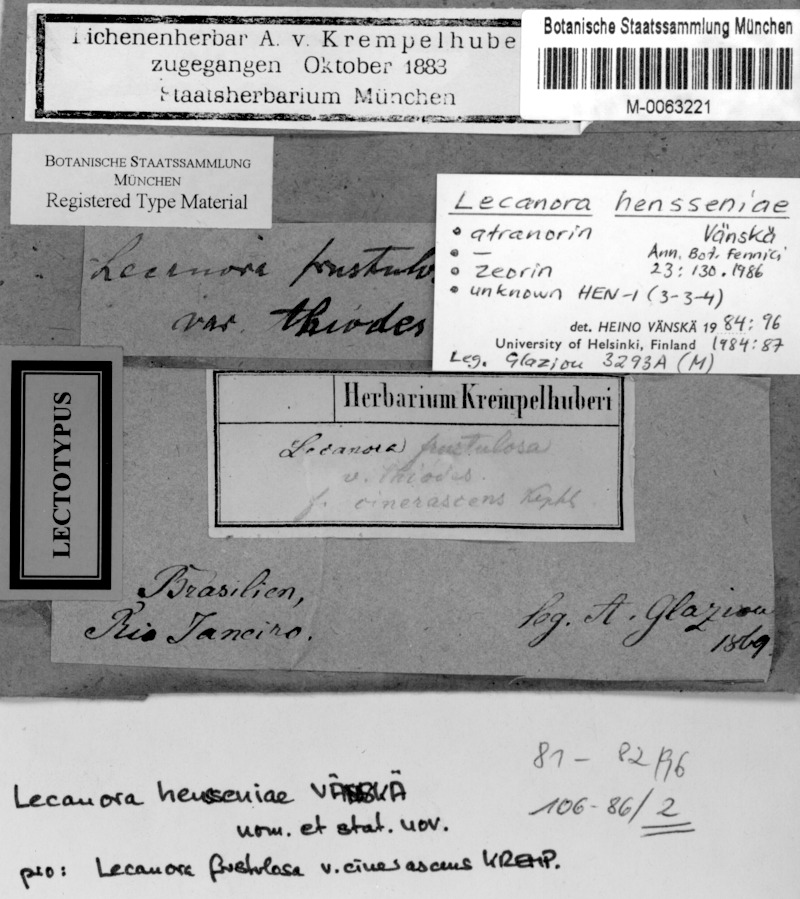 Lichenenherbar A. v. Krempelhube
zugegangen Oktober 1883
Staatsherbarium München
Botanische Staatssammlung München
M-0063221
BOTANISCHE STAATSSAMMLUNG
MÜNCHEN
Registered Type Material
Lecanora frustulos
var. thiodes
Lecanora hensseniae
• atranorin Vänskä
• — Ann. Bot. Fennici
• zeorin 23: 130. 1986
• unknown HEN-1 (3-3-4)
det. HEINO VÄNSKÄ 1984: 96
University of Helsinki, Finland 1984: 87
Leg. Glaziou 3293A (M)
LECTOTYPUS
Herbarium Krempelhuberi
Lecanora frustulosa
v. thiodes.
f. cinerascens Kphb.
Brasilien,
Rio Janeiro.
leg. A. Glaziou
1869.
81 - 82/96
106-86/2
Lecanora hensseniae VÄNSKÄ
nom. et stat. nov.
pro: Lecanora frustulosa v. cinerascens KREMP.